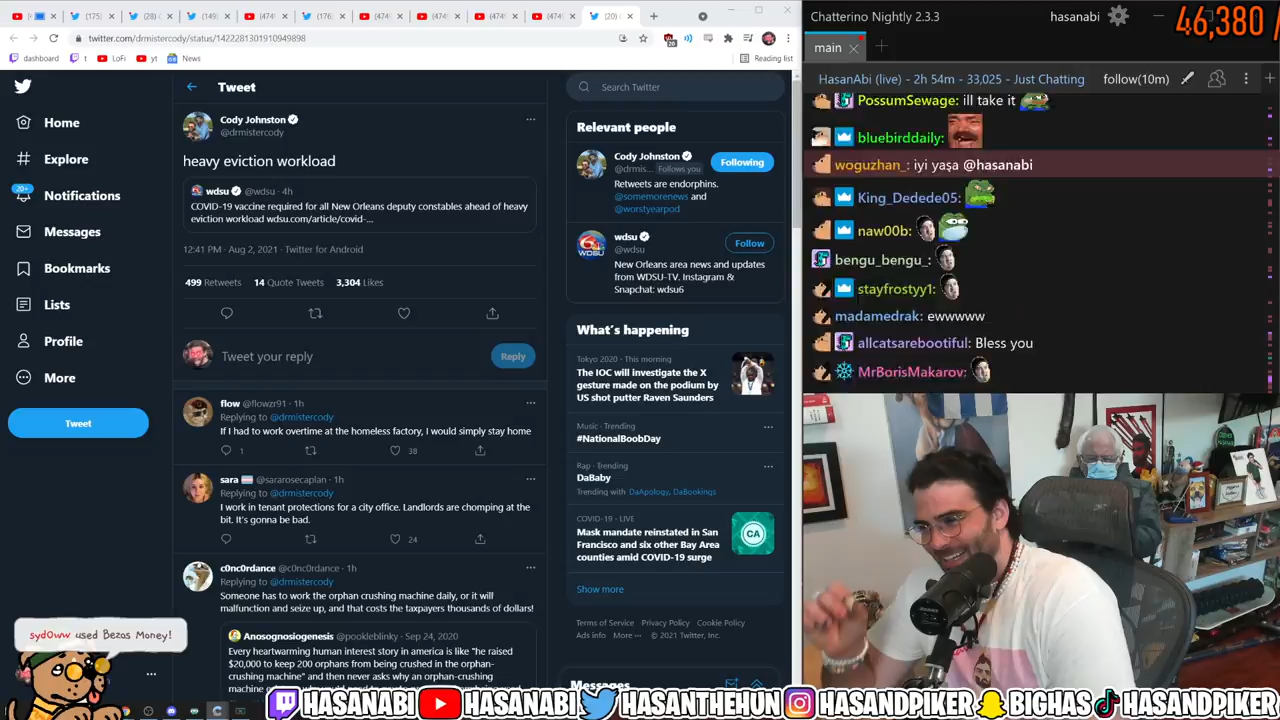 (175)
(28)
(149)
(474)
(176)
(474)
(474)
(474)
(474)
(20)
twitter.com/drmistercody/status/1422281301910949898
dashboard
t
LoFi
yt
News
Reading list
Home
Explore
20+
Notifications
Messages
Bookmarks
Lists
Profile
More
Tweet
Tweet
Cody Johnston
@drmistercody
heavy eviction workload
wdsu @wdsu · 4h
COVID-19 vaccine required for all New Orleans deputy constables ahead of heavy
eviction workload wdsu.com/article/covid-...
12:41 PM · Aug 2, 2021 · Twitter for Android
499 Retweets 14 Quote Tweets 3,304 Likes
Tweet your reply
Reply
flow @flowzr91 · 1h
Replying to @drmistercody
If I had to work overtime at the homeless factory, I would simply stay home
1 38
sara @sararosecaplan · 1h
Replying to @drmistercody
I work in tenant protections for a city office. Landlords are chomping at the
bit. It's gonna be bad.
24
c0nc0rdance @c0nc0rdance · 1h
Replying to @drmistercody
Someone has to work the orphan crushing machine daily, or it will
malfunction and seize up, and that costs the taxpayers thousands of dollars!
Anosognosiogenesis @pookleblinky · Sep 24, 2020
Every heartwarming human interest story in america is like "he raised
$20,000 to keep 200 orphans from being crushed in the orphan-
crushing machine" and then never asks why an orphan-crushing
Search Twitter
Relevant people
Cody Johnston
@drmis... Follows you
Following
Retweets are endorphins.
@somemorenews and
@worstyearpod
wdsu
@wdsu
Follow
New Orleans area news and updates
from WDSU-TV. Instagram &
Snapchat: wdsu6
What's happening
Tokyo 2020 · This morning
The IOC will investigate the X
gesture made on the podium by
US shot putter Raven Saunders
Music · Trending
#NationalBoobDay
Rap · Trending
DaBaby
Trending with DaApology, DaBookings
COVID-19 · LIVE
Mask mandate reinstated in San
Francisco and six other Bay Area
counties amid COVID-19 surge
Show more
Terms of Service Privacy Policy Cookie Policy
Ads info More ··· © 2021 Twitter, Inc.
Messages
Chatterino Nightly 2.3.3
hasanabi
46,380 /
main
HasanAbi (live) - 2h 54m - 33,025 - Just Chatting
follow(10m)
PossumSewage: ill take it
bluebirddaily:
woguzhan_: iyi yaşa @hasanabi
King_Dedede05:
naw00b:
bengu_bengu_:
stayfrostyy1:
madamedrak: ewwwww
allcatsarebootiful: Bless you
MrBorisMakarov:
syd0ww used Bezos Money!
HASANABI
HASANABI
HASANTHEHUN
HASANDPIKER
BIGHAS
HASANDPIKER